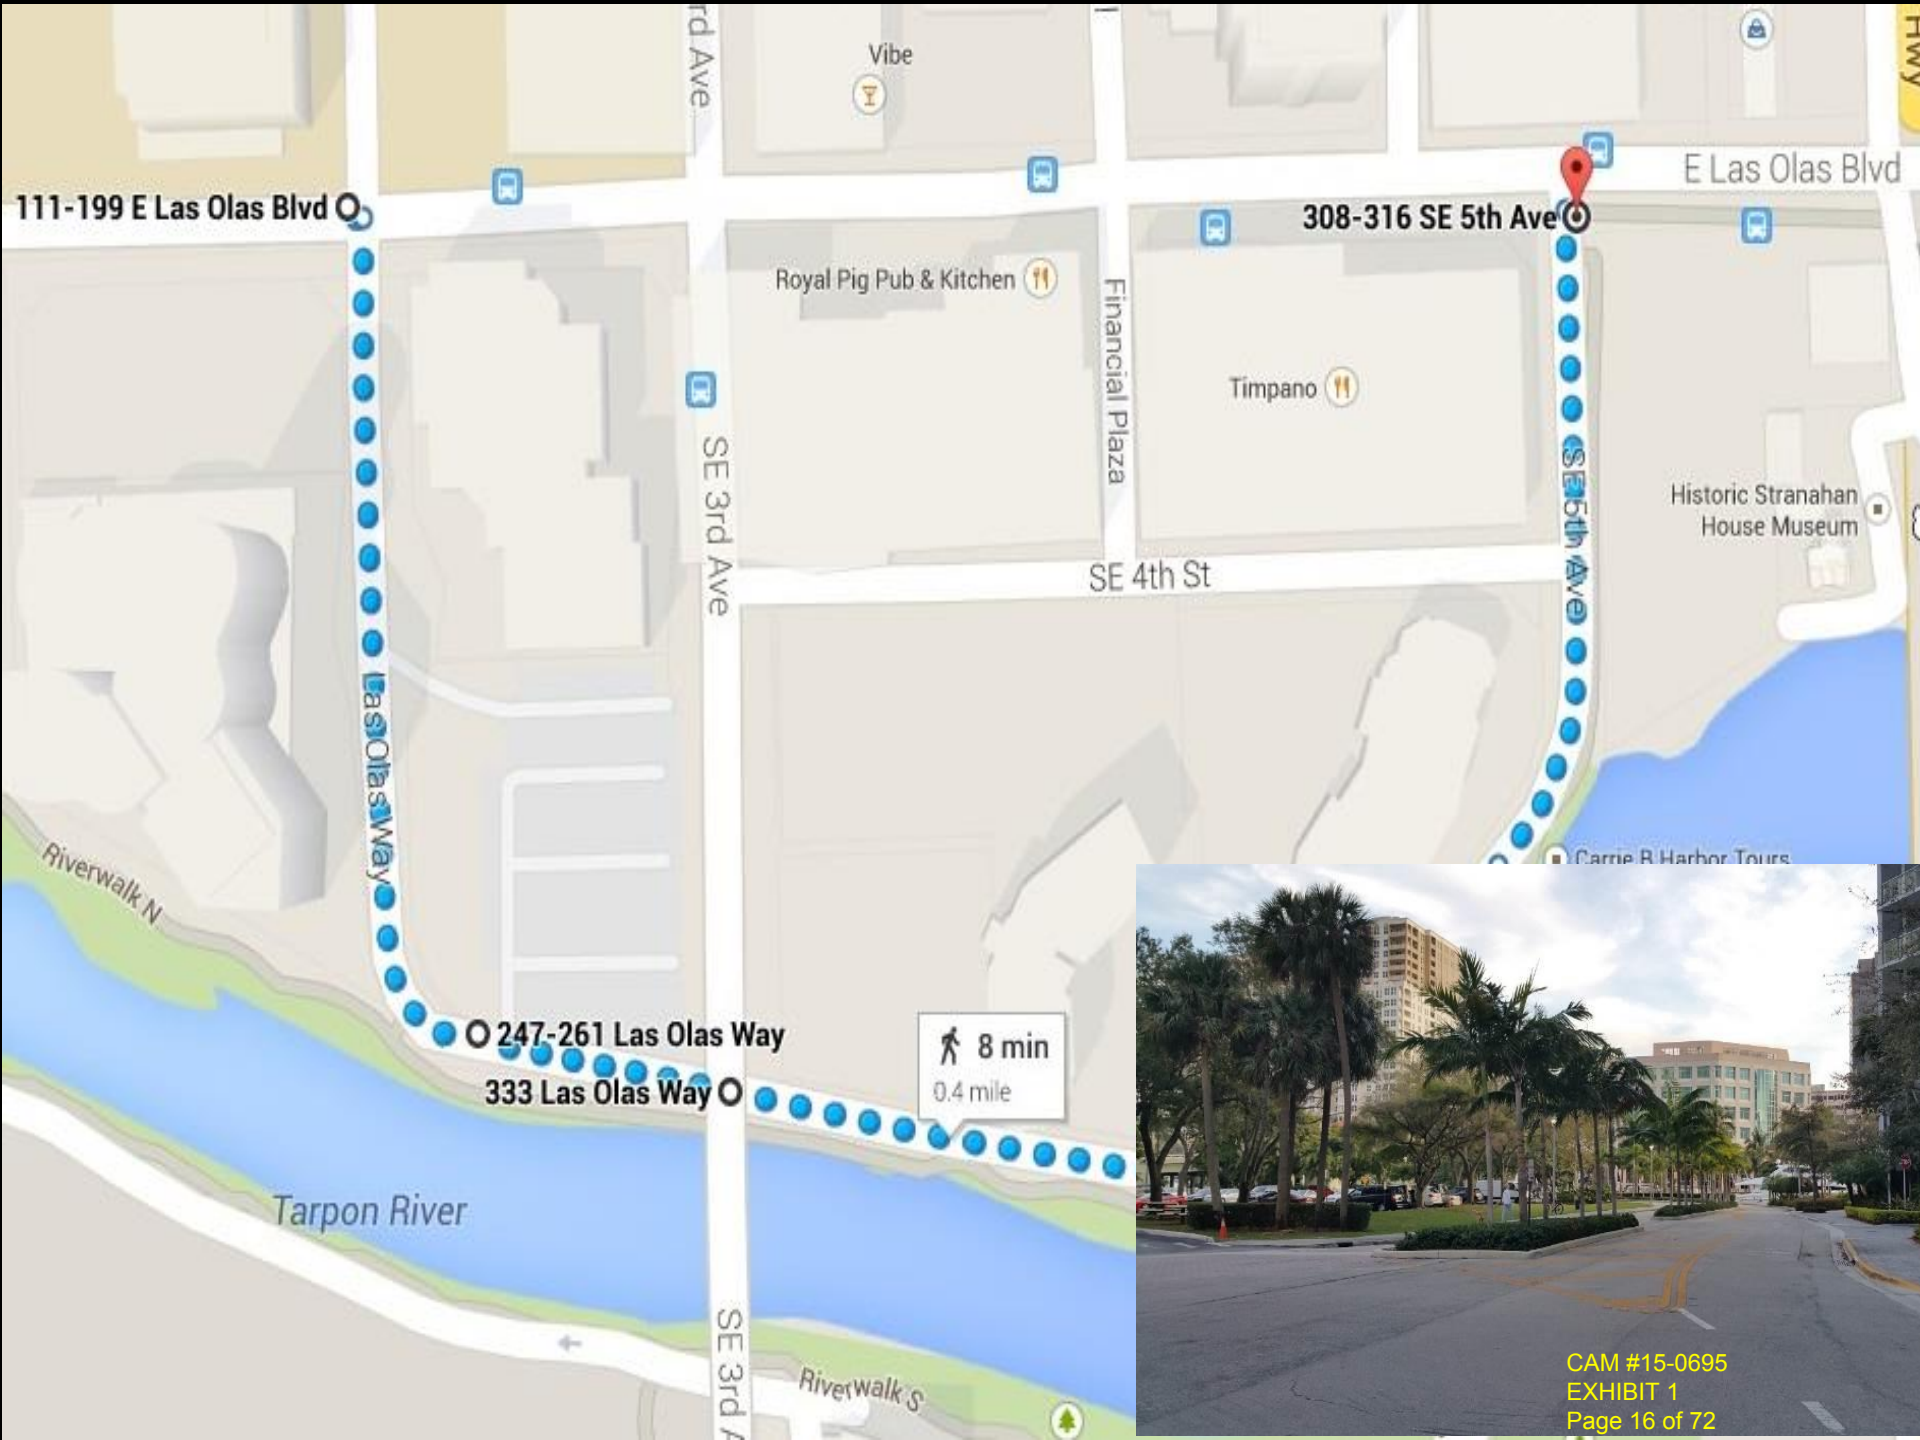 rd Ave
Vibe
Hwy
E Las Olas Blvd
111-199 E Las Olas Blvd
308-316 SE 5th Ave
Royal Pig Pub & Kitchen
Financial Plaza
Timpano
SE 3rd Ave
SE 5th Ave
Historic Stranahan
House Museum
SE 4th St
Las Olas Way
Riverwalk N
Carrie B Harbor Tours
247-261 Las Olas Way
8 min
0.4 mile
333 Las Olas Way
Tarpon River
SE 3rd A
Riverwalk S
CAM #15-0695
EXHIBIT 1
Page 16 of 72